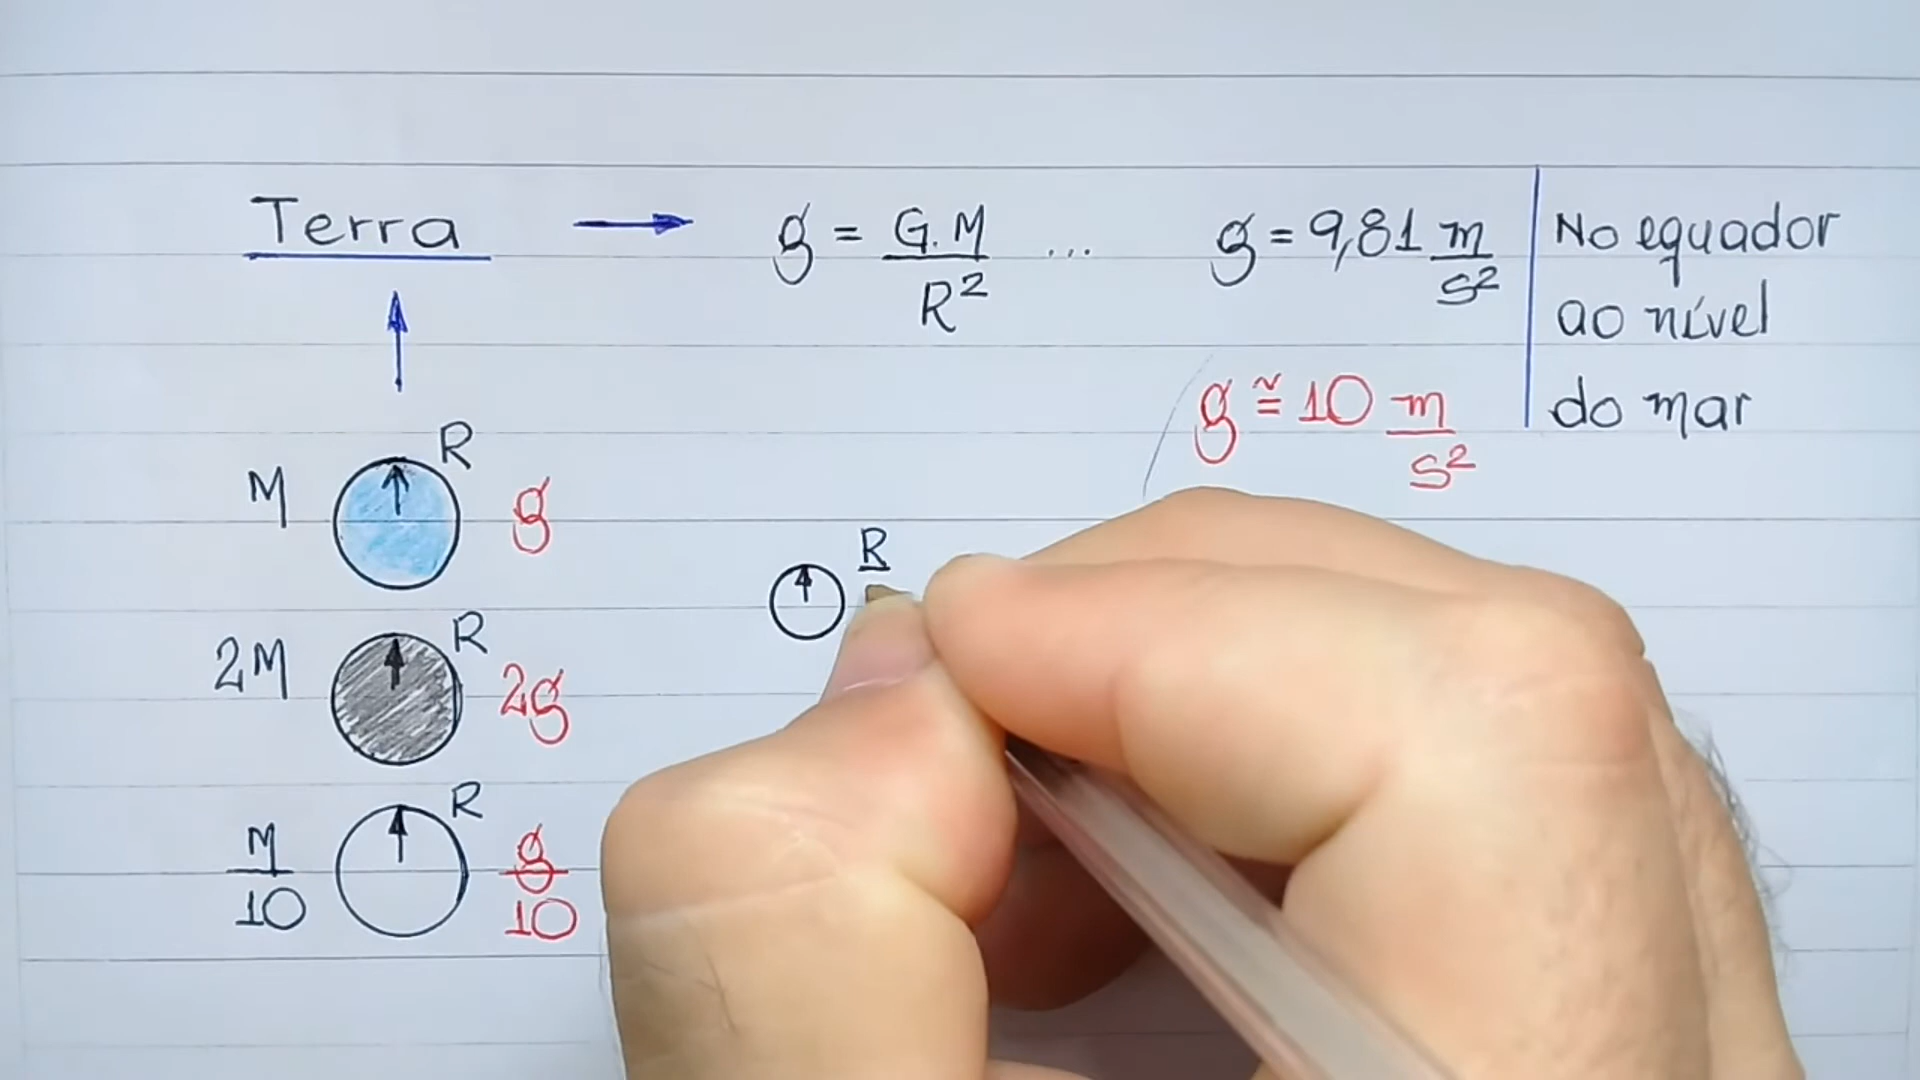 Terra → g = G.M / R² ... g = 9,81 m/s²
No equador
ao nível
do mar
g ≅ 10 m/s²
M R g
R
2M R 2g
M/10 R g/10